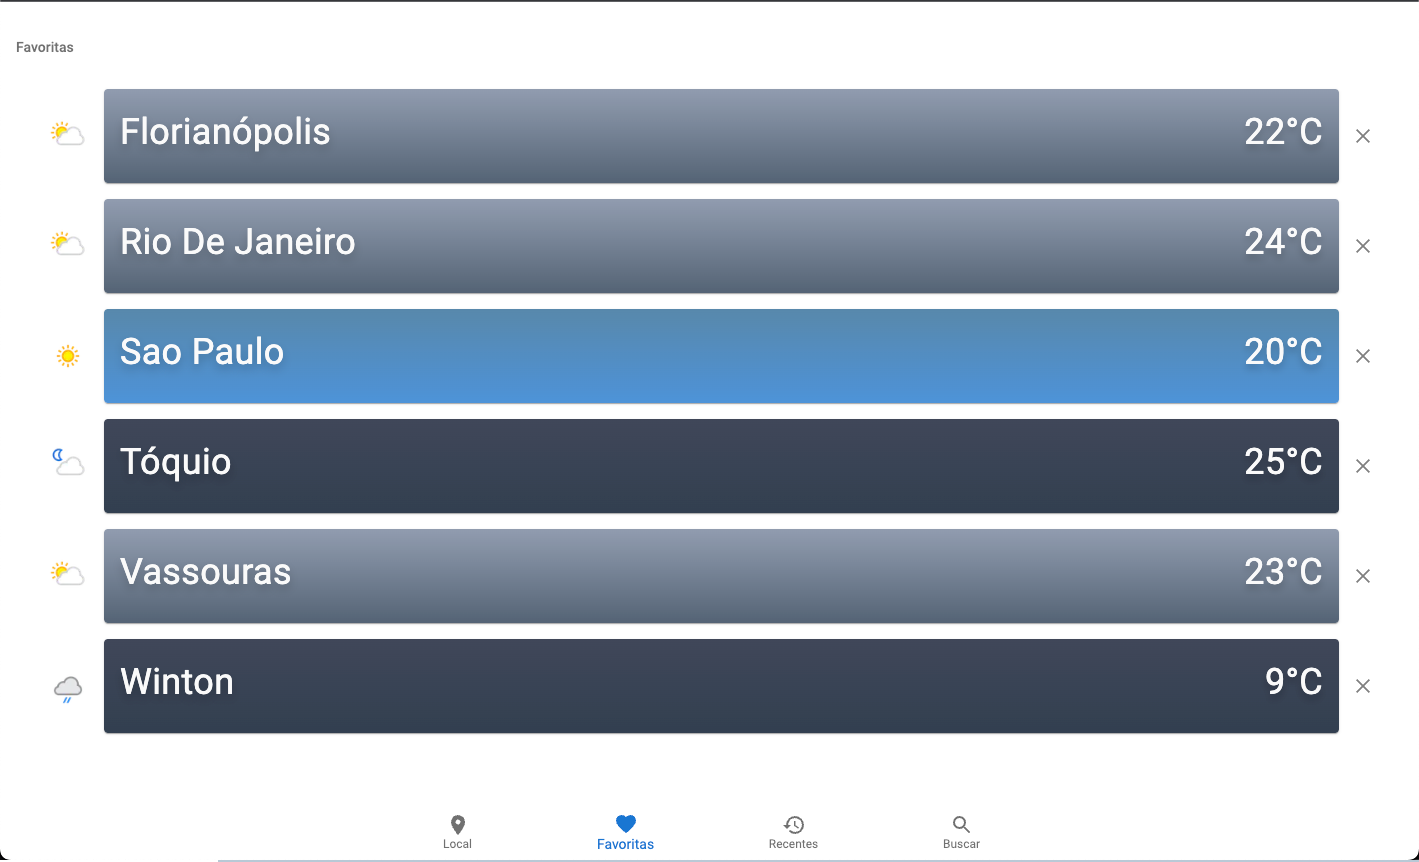 Favoritas
Florianópolis 22°C
Rio De Janeiro 24°C
Sao Paulo 20°C
Tóquio 25°C
Vassouras 23°C
Winton 9°C
Local Favoritas Recentes Buscar